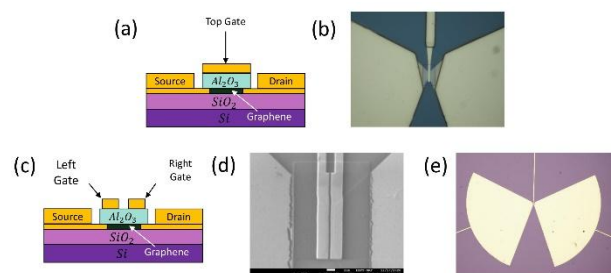 (a)
Top Gate
Source
Al₂O₃
Drain
SiO₂
Si
Graphene
(b)
(c)
Left
Gate
Right
Gate
Source
Al₂O₃
Drain
SiO₂
Si
Graphene
(d)
(e)